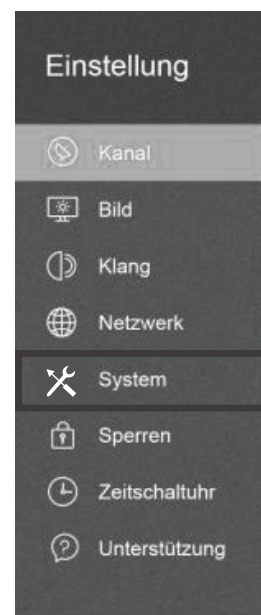 Einstellung
Kanal
Bild
Klang
Netzwerk
System
Sperren
Zeitschaltuhr
Unterstützung